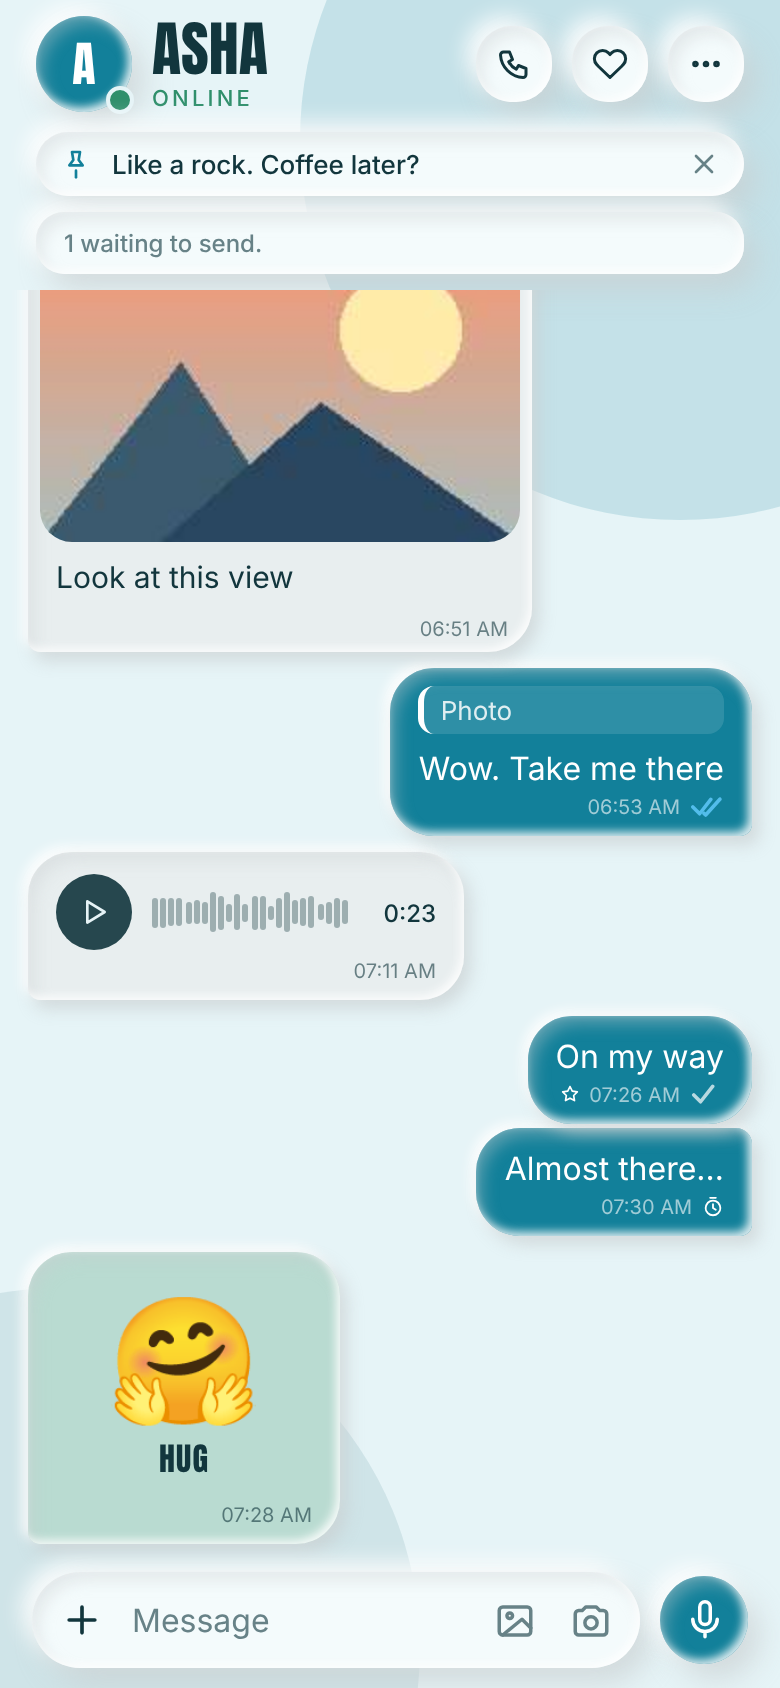 A
ASHA
ONLINE
Like a rock. Coffee later?
1 waiting to send.
Look at this view
06:51 AM
Photo
Wow. Take me there
06:53 AM
0:23
07:11 AM
On my way
07:26 AM
Almost there...
07:30 AM
HUG
07:28 AM
Message